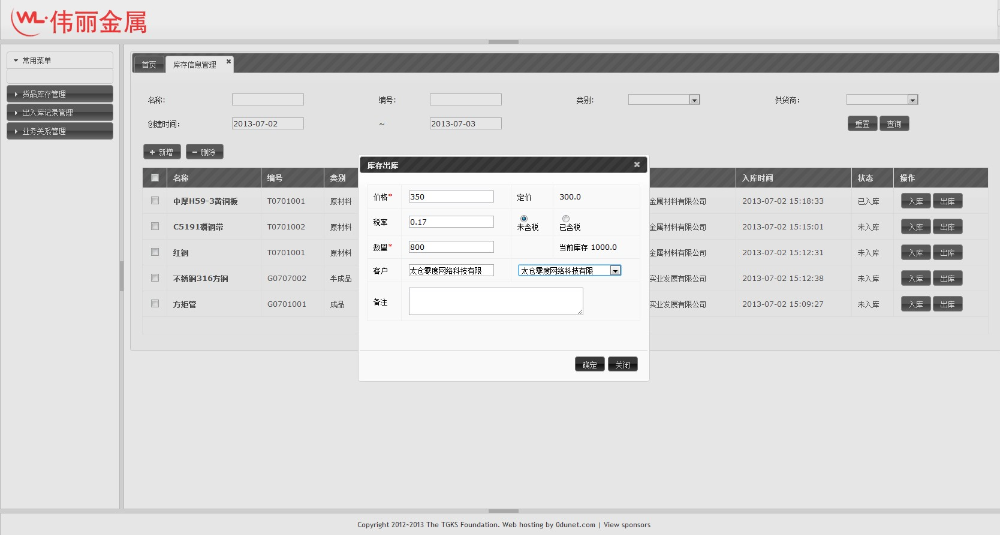 WL·伟丽金属
常用菜单
货品库存管理
出入库记录管理
业务关系管理
首页 库存信息管理
名称: 编号: 类别: 供货商:
创建时间: 2013-07-02 ~ 2013-07-03 重置 查询
+ 新增 - 删除
名称 编号 类别 入库时间 状态 操作
中厚H59-3黄铜板 T0701001 原材料 金属材料有限公司 2013-07-02 15:18:33 已入库 入库 出库
C5191磷铜带 T0701002 原材料 金属材料有限公司 2013-07-02 15:15:01 未入库 入库 出库
红铜 T0701001 原材料 金属材料有限公司 2013-07-02 15:12:31 未入库 入库 出库
不锈钢316方钢 G0707002 半成品 实业发展有限公司 2013-07-02 15:12:38 未入库 入库 出库
方矩管 G0701001 成品 实业发展有限公司 2013-07-02 15:09:27 未入库 入库 出库
库存出库
价格* 350 定价 300.0
税率 0.17 未含税 已含税
数量* 800 当前库存 1000.0
客户 太仓零度网络科技有限 太仓零度网络科技有限
备注
确定 关闭
Copyright 2012~2013 The TGKS Foundation. Web hosting by 0dunet.com | View sponsors